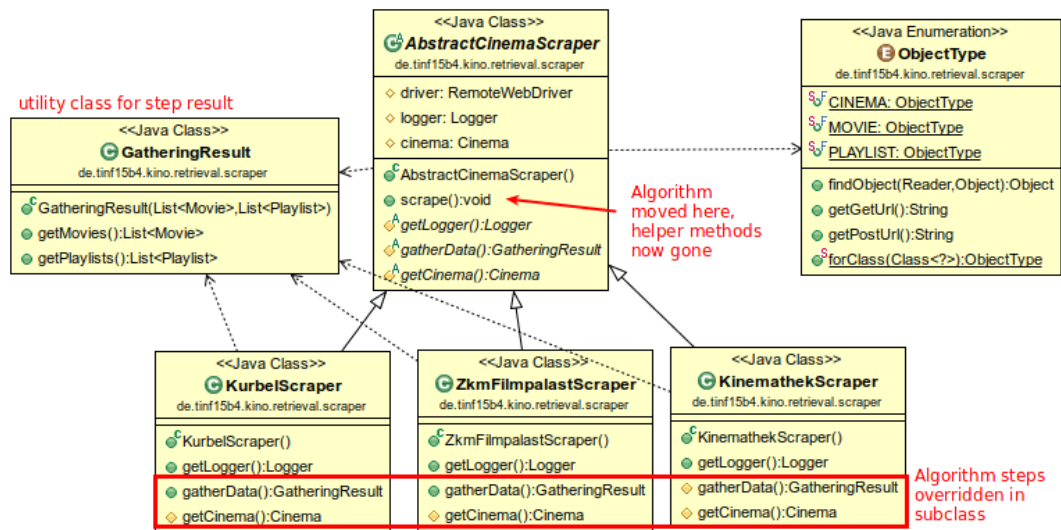 <<Java Class>>
AbstractCinemaScraper
de.tinf15b4.kino.retrieval.scraper
driver: RemoteWebDriver
logger: Logger
cinema: Cinema
AbstractCinemaScraper()
scrape():void
getLogger():Logger
gatherData():GatheringResult
getCinema():Cinema
<<Java Enumeration>>
ObjectType
de.tinf15b4.kino.retrieval.scraper
CINEMA: ObjectType
MOVIE: ObjectType
PLAYLIST: ObjectType
findObject(Reader,Object):Object
getGetUrl():String
getPostUrl():String
forClass(Class<?>):ObjectType
utility class for step result
<<Java Class>>
GatheringResult
de.tinf15b4.kino.retrieval.scraper
GatheringResult(List<Movie>,List<Playlist>)
getMovies():List<Movie>
getPlaylists():List<Playlist>
Algorithm
moved here,
helper methods
now gone
<<Java Class>>
KurbelScraper
de.tinf15b4.kino.retrieval.scraper
KurbelScraper()
getLogger():Logger
gatherData():GatheringResult
getCinema():Cinema
<<Java Class>>
ZkmFilmpalastScraper
de.tinf15b4.kino.retrieval.scraper
ZkmFilmpalastScraper()
getLogger():Logger
gatherData():GatheringResult
getCinema():Cinema
<<Java Class>>
KinemathekScraper
de.tinf15b4.kino.retrieval.scraper
KinemathekScraper()
getLogger():Logger
gatherData():GatheringResult
getCinema():Cinema
Algorithm steps
overridden in
subclass